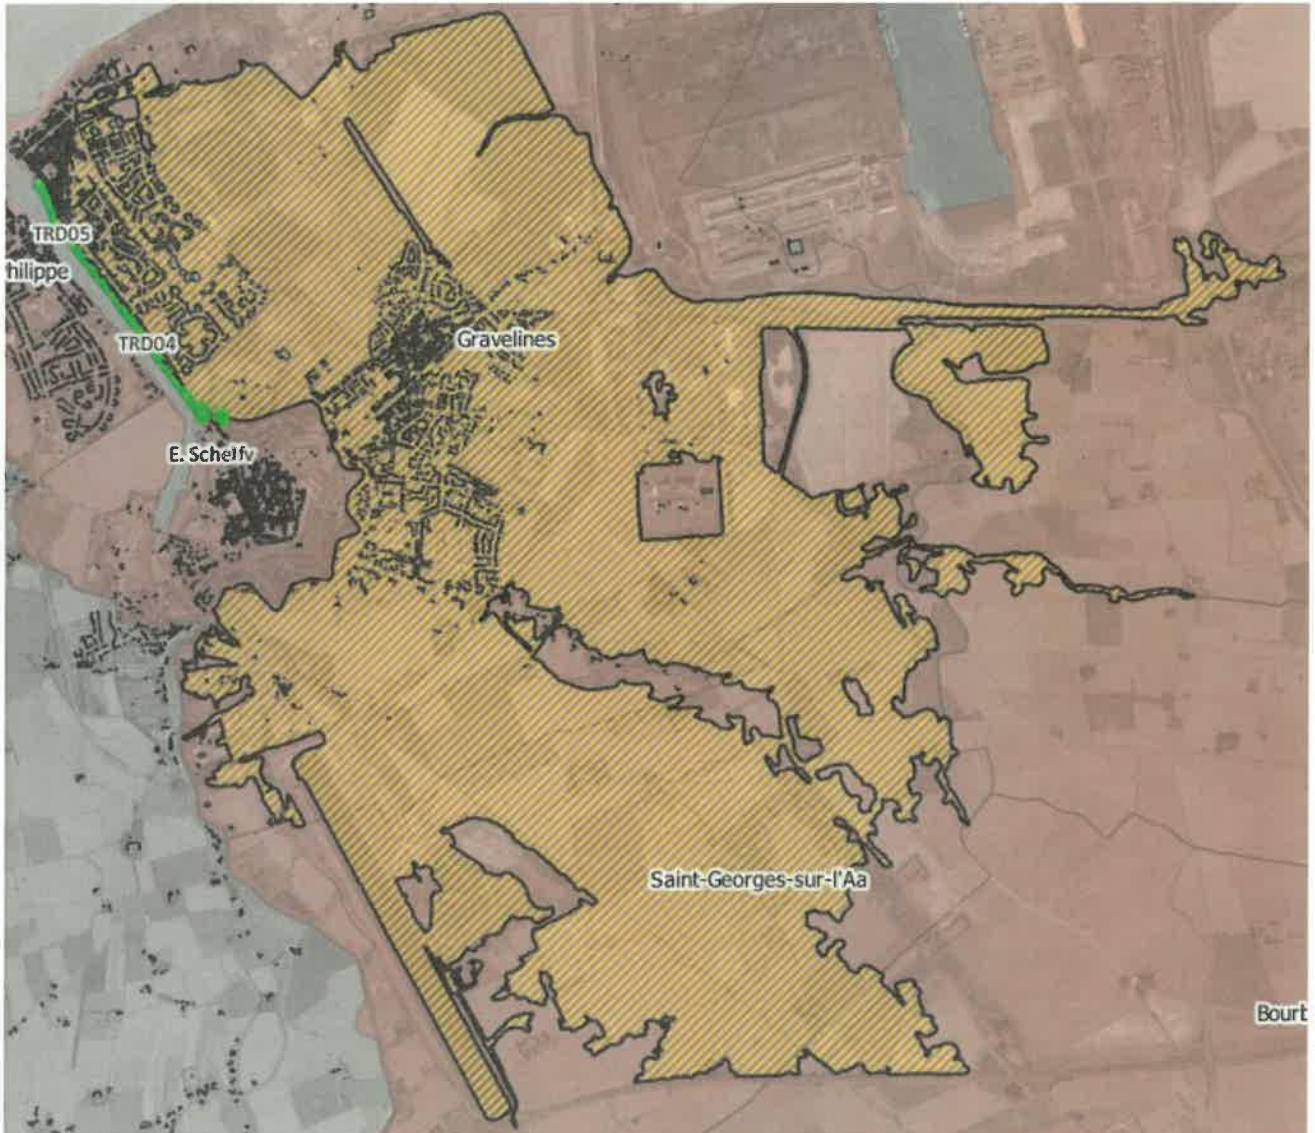 TRD05
hilippe
TRD04
Gravelines
E. Schelfv
Saint-Georges-sur-l'Aa
Bourt